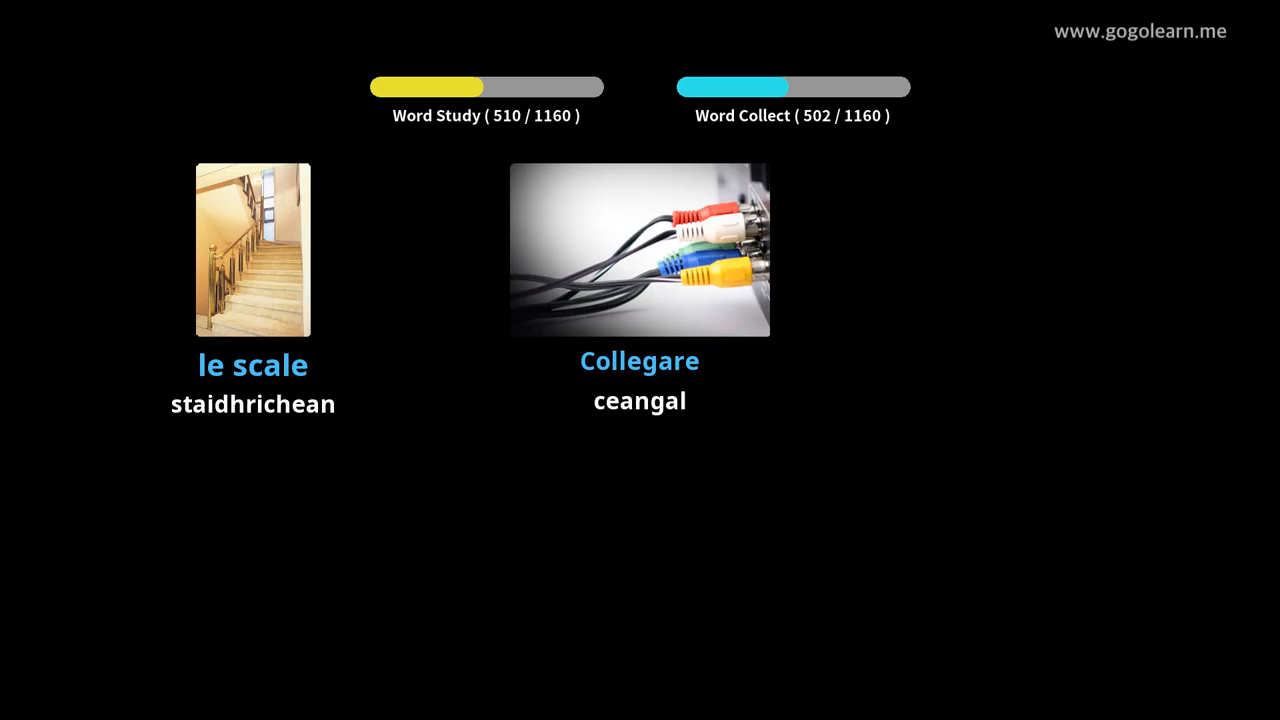 www.gogolearn.me
Word Study ( 510 / 1160 )
Word Collect ( 502 / 1160 )
le scale
staidhrichean
Collegare
ceangal